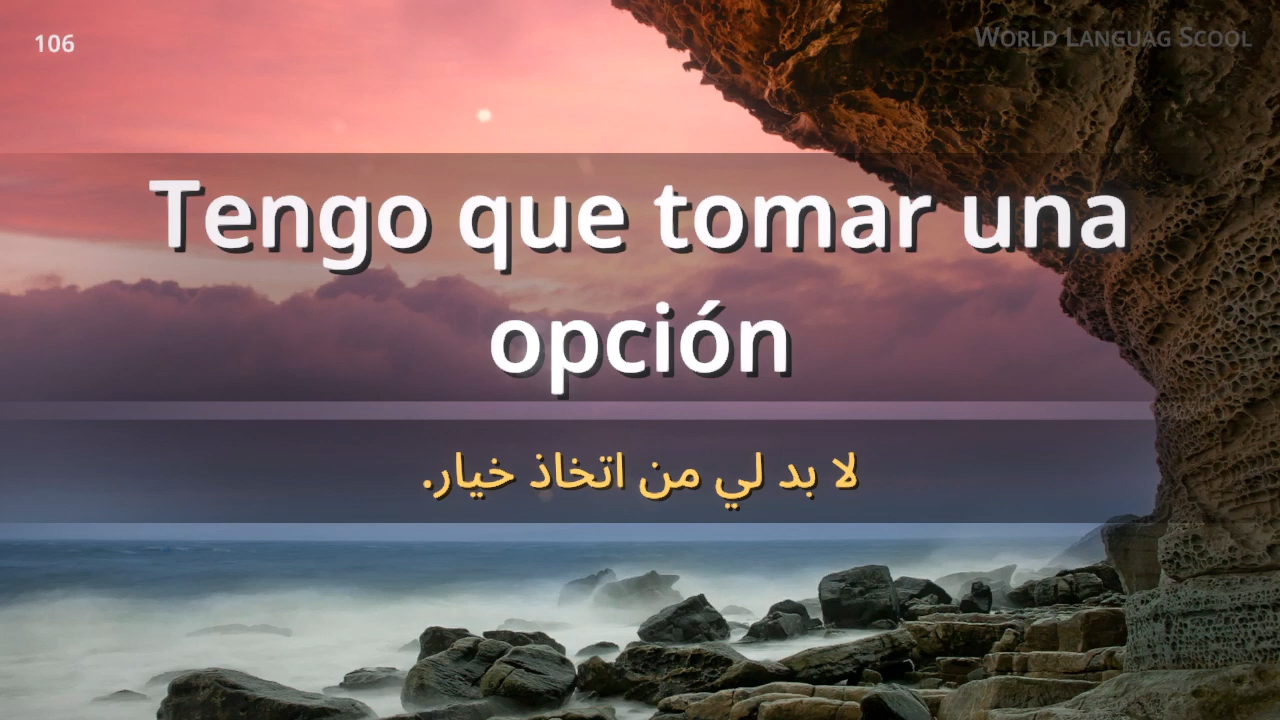 106
WORLD LANGUAG SCOOL
Tengo que tomar una
opción
لا بد لي من اتخاذ خيار.